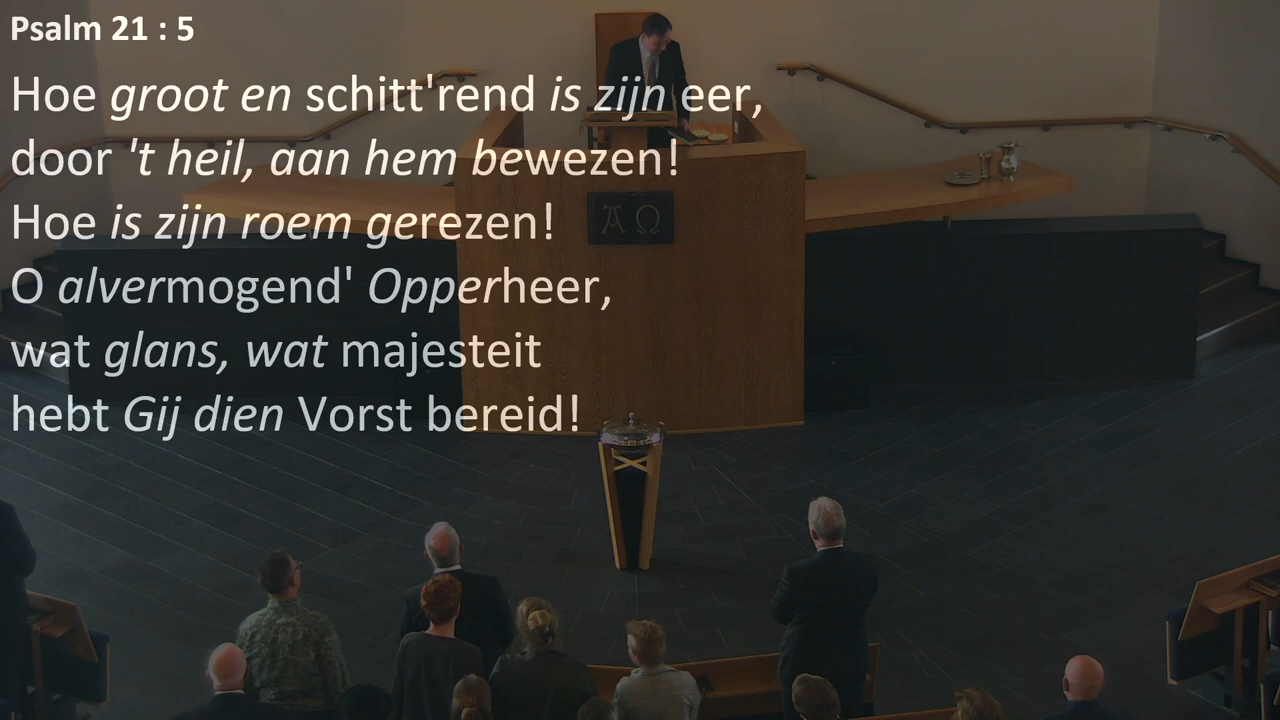 Psalm 21 : 5
Hoe groot en schitt'rend is zijn eer,
door 't heil, aan hem bewezen!
Hoe is zijn roem gerezen!
O alvermogend' Opperheer,
wat glans, wat majesteit
hebt Gij dien Vorst bereid!
ΑΩ